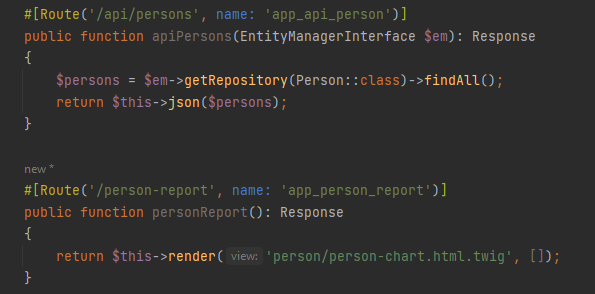 #[Route('/api/persons', name: 'app_api_person')]
public function apiPersons(EntityManagerInterface $em): Response
{
    $persons = $em->getRepository(Person::class)->findAll();
    return $this->json($persons);
}
new *
#[Route('/person-report', name: 'app_person_report')]
public function personReport(): Response
{
    return $this->render( view: 'person/person-chart.html.twig', []);
}